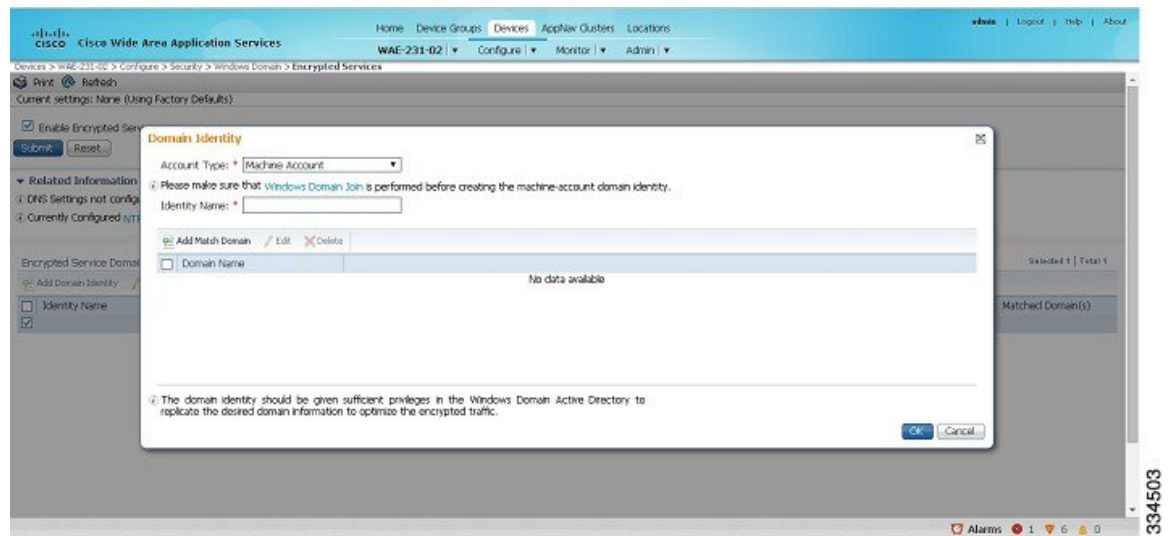 Home Device Groups Devices AppNav Clusters Locations
admin | Logout | Help | About
cisco Cisco Wide Area Application Services
WAE-231-02 Configure Monitor Admin
Devices > WAE-231-02 > Configure > Security > Windows Domain > Encrypted Services
Print Refresh
Current settings: None (Using Factory Defaults)
Enable Encrypted Serv
Submit Reset
Related Information
DNS Settings not config
Currently Configured NTP
Encrypted Service Domai
Selected 1 | Total 1
Add Domain Identity
Identity Name
Matched Domain(s)
Domain Identity
Account Type: * Machine Account
Please make sure that Windows Domain Join is performed before creating the machine-account domain identity.
Identity Name: *
Add Match Domain Edit Delete
Domain Name
No data available
The domain identity should be given sufficient privileges in the Windows Domain Active Directory to
replicate the desired domain information to optimize the encrypted traffic.
OK Cancel
Alarms 1 6 0
334503